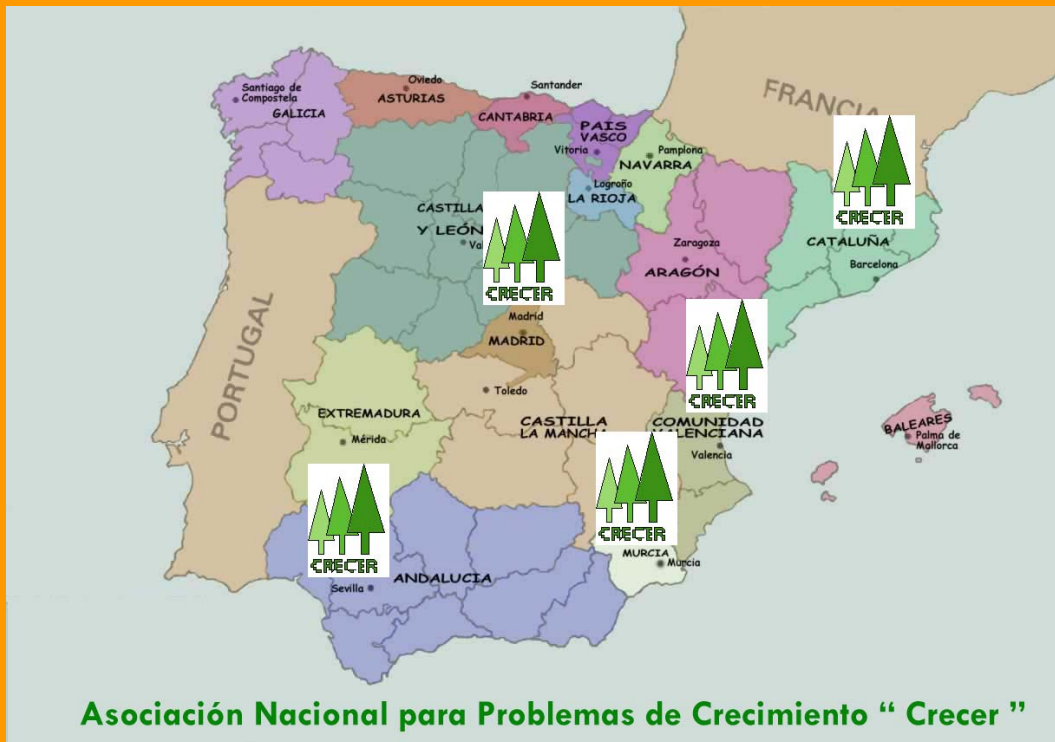 Oviedo
Santander
Santiago de
Compostela
GALICIA
ASTURIAS
CANTABRIA
PAIS
VASCO
Vitoria
Pamplona
NAVARRA
Logroño
LA RIOJA
FRANCIA
CRECER
CATALUÑA
Barcelona
CASTILLA
Y LEÓN
Val
CRECER
Zaragoza
ARAGÓN
PORTUGAL
Madrid
MADRID
CRECER
Toledo
EXTREMADURA
Mérida
CASTILLA
LA MANCHA
COMUNIDAD
VALENCIANA
Valencia
BALEARES
Palma de
Mallorca
CRECER
CRECER
MURCIA
Murcia
Sevilla
ANDALUCIA
Asociación Nacional para Problemas de Crecimiento “ Crecer ”